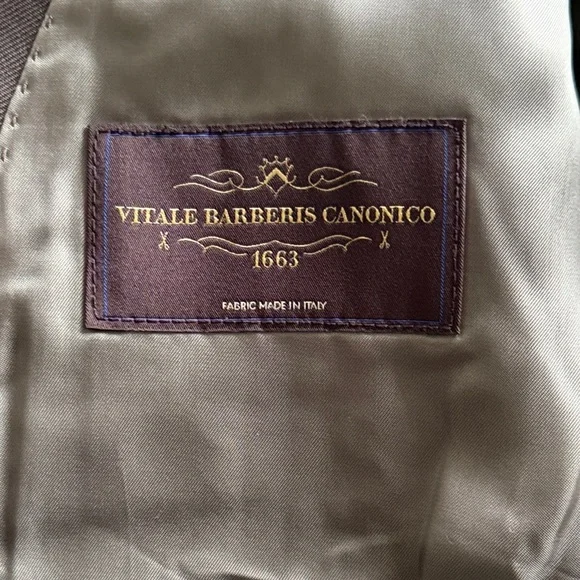 VITALE BARBERIS CANONICO
1663
FABRIC MADE IN ITALY